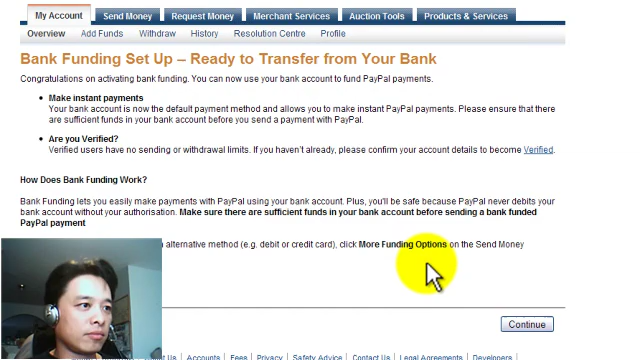 My Account Send Money Request Money Merchant Services Auction Tools Products & Services
Overview Add Funds Withdraw History Resolution Centre Profile
Bank Funding Set Up – Ready to Transfer from Your Bank
Congratulations on activating bank funding. You can now use your bank account to fund PayPal payments.
• Make instant payments
Your bank account is now the default payment method and allows you to make instant PayPal payments. Please ensure that there
are sufficient funds in your bank account before you send a payment with PayPal.
• Are you Verified?
Verified users have no sending or withdrawal limits. If you haven't already, please confirm your account details to become Verified.
How Does Bank Funding Work?
Bank Funding lets you easily make payments with PayPal using your bank account. Plus, you'll be safe because PayPal never debits your
bank account without your authorisation. Make sure there are sufficient funds in your bank account before sending a bank funded
PayPal payment
alternative method (e.g. debit or credit card), click More Funding Options on the Send Money
Continue
Us Accounts Fees Privacy Safety Advice Contact Us Legal Agreements